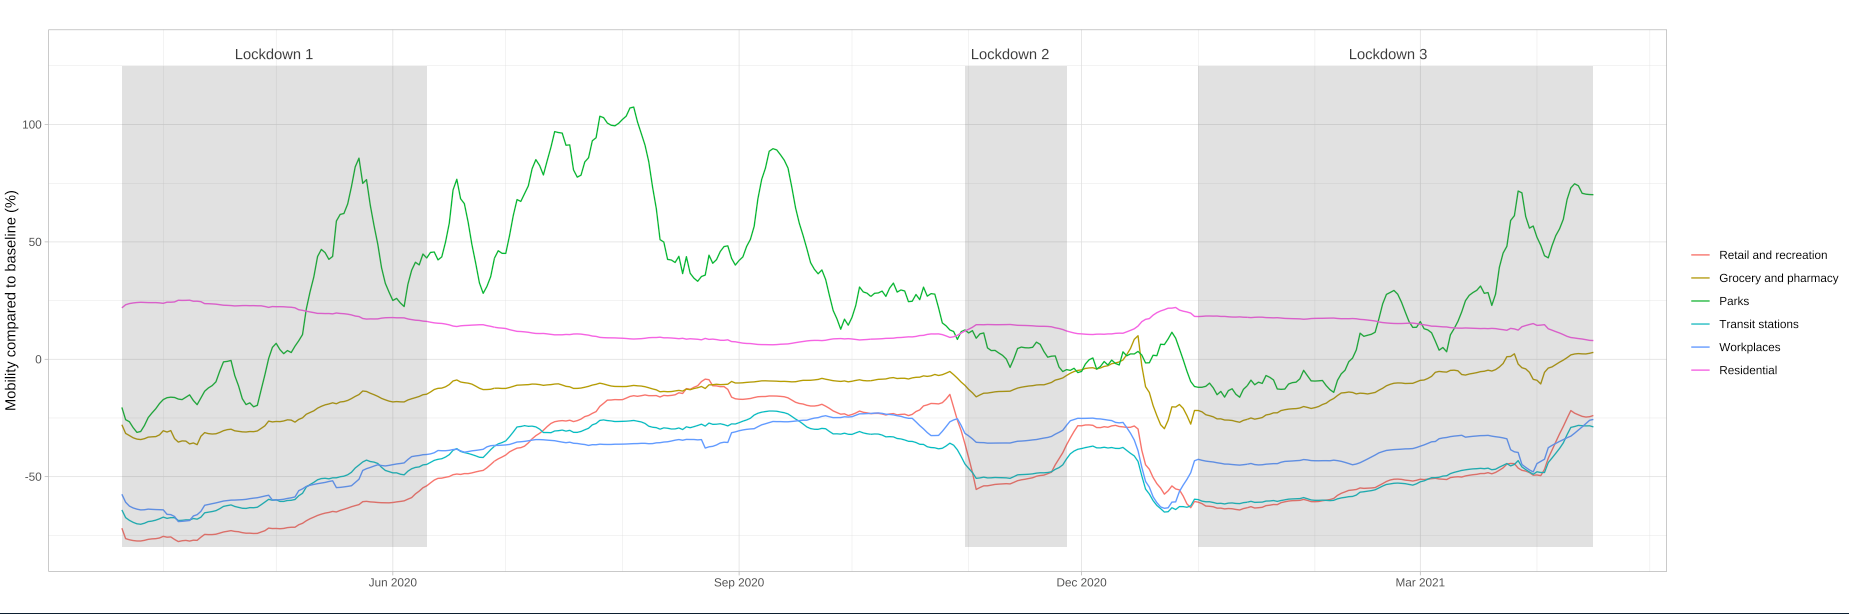 Lockdown 1
Lockdown 2
Lockdown 3
Mobility compared to baseline (%)
100
50
0
-50
Jun 2020
Sep 2020
Dec 2020
Mar 2021
Retail and recreation
Grocery and pharmacy
Parks
Transit stations
Workplaces
Residential